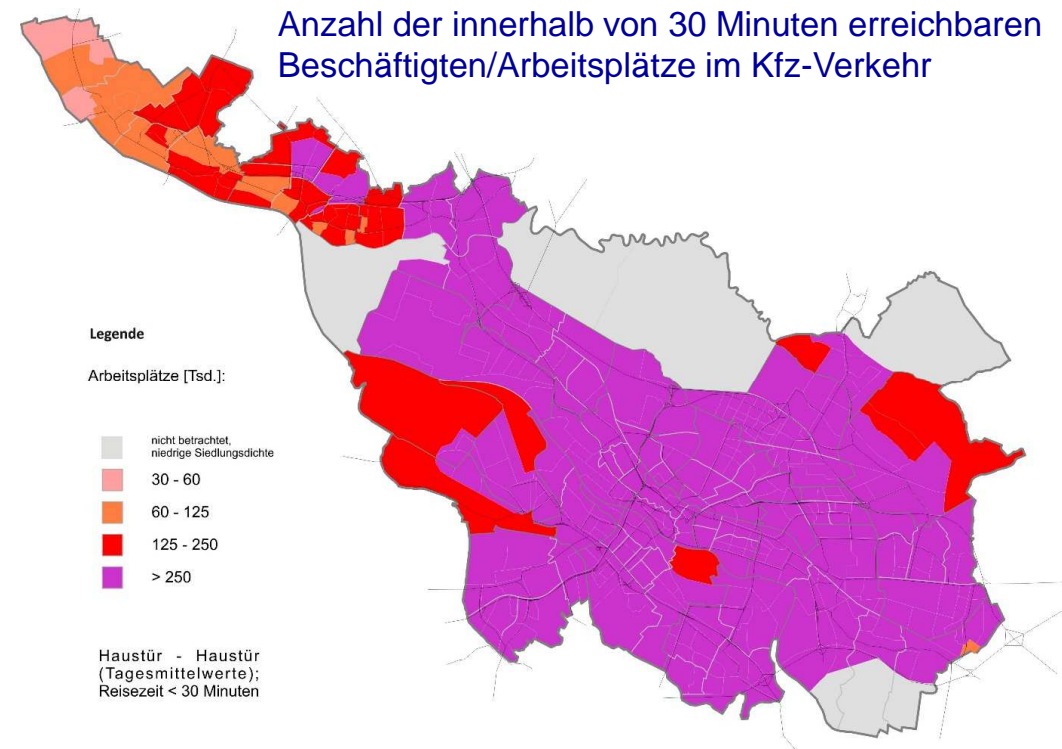 Anzahl der innerhalb von 30 Minuten erreichbaren
Beschäftigten/Arbeitsplätze im Kfz-Verkehr
Legende
Arbeitsplätze [Tsd.]:
nicht betrachtet,
niedrige Siedlungsdichte
30 - 60
60 - 125
125 - 250
> 250
Haustür - Haustür
(Tagesmittelwerte);
Reisezeit < 30 Minuten